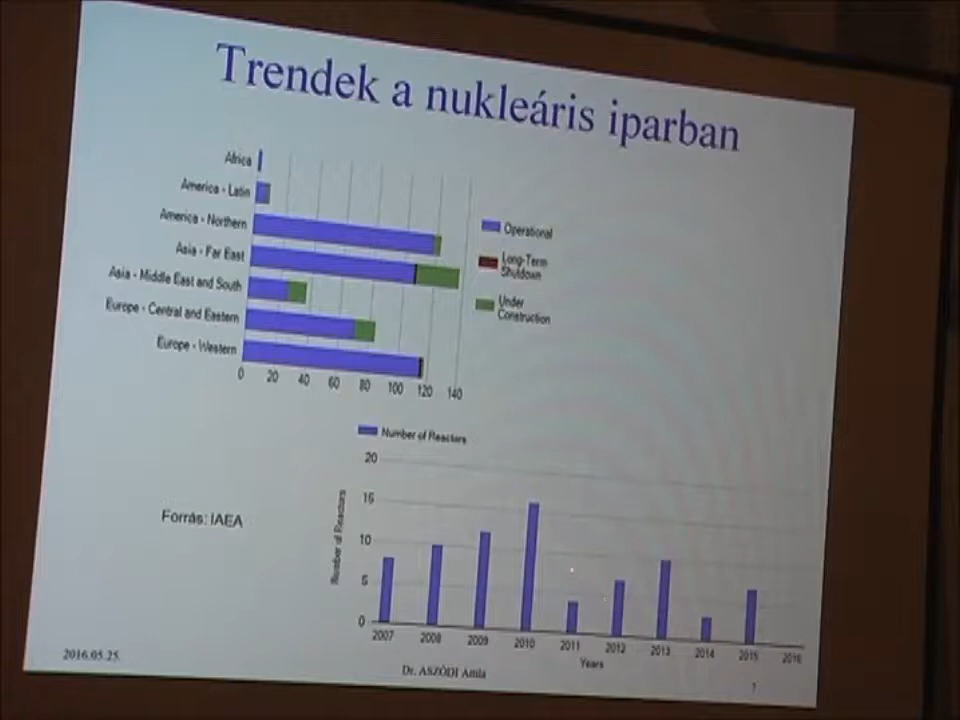 Trendek a nukleáris iparban
Africa
America - Latin
America - Northern
Asia - Far East
Asia - Middle East and South
Europe - Central and Eastern
Europe - Western
0 20 40 60 80 100 120 140
Operational
Long-Term
Shutdown
Under
Construction
Number of Reactors
20
15
10
5
0
Number of Reactors
2007 2008 2009 2010 2011 2012 2013 2014 2015 2016
Years
Forrás: IAEA
2016.05.25.
Dr. ASZÓDI Attila
1